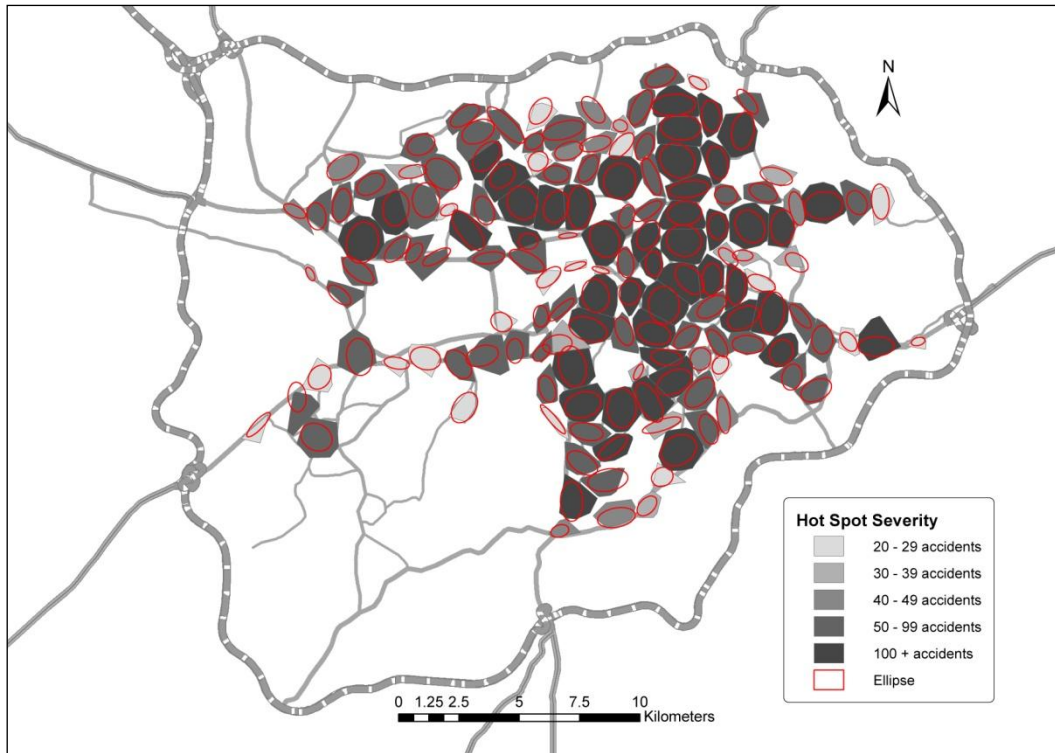 N
Hot Spot Severity
20 - 29 accidents
30 - 39 accidents
40 - 49 accidents
50 - 99 accidents
100 + accidents
Ellipse
0 1.25 2.5 5 7.5 10
Kilometers